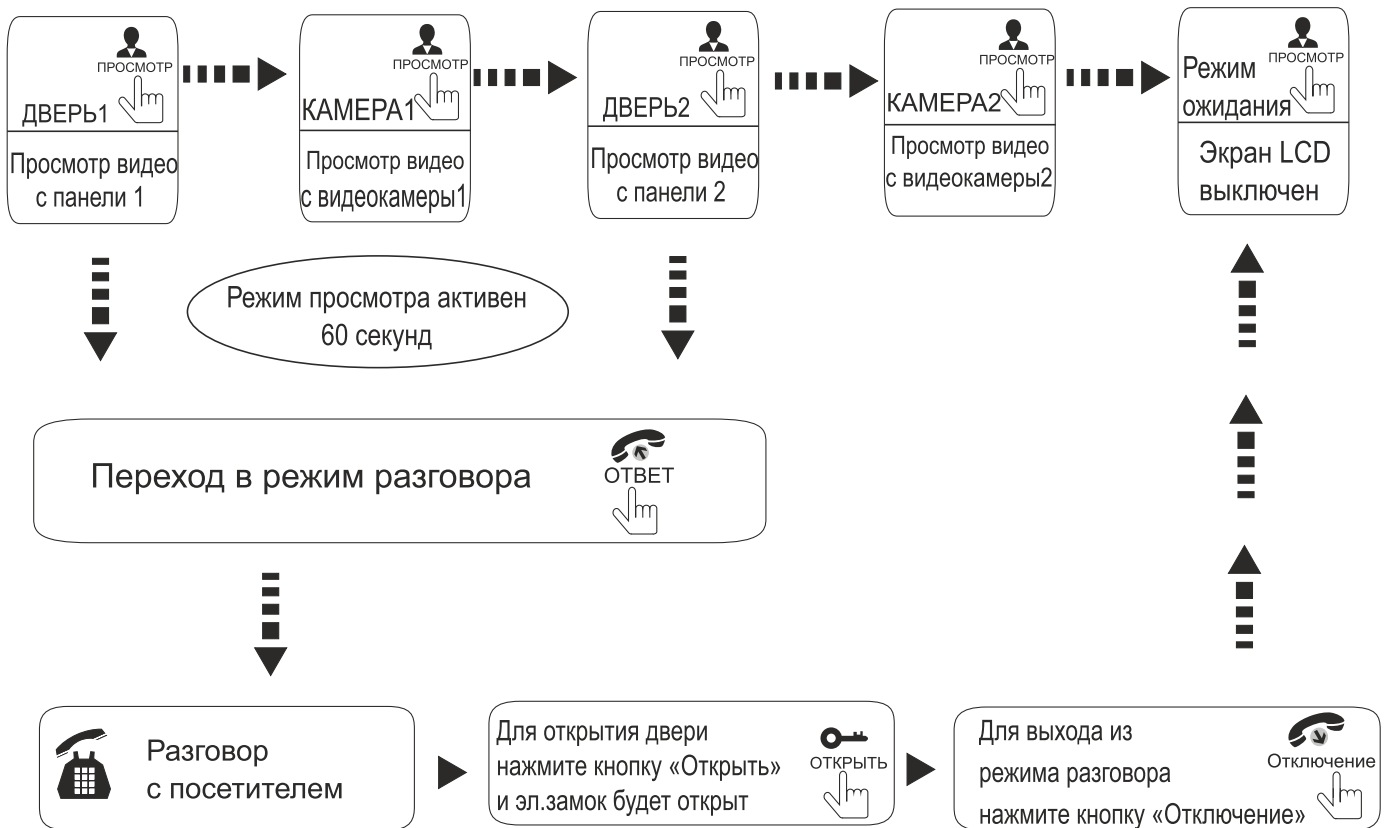 ПРОСМОТР
ДВЕРЬ1
Просмотр видео
с панели 1
ПРОСМОТР
КАМЕРА1
Просмотр видео
с видеокамеры1
ПРОСМОТР
ДВЕРЬ2
Просмотр видео
с панели 2
ПРОСМОТР
КАМЕРА2
Просмотр видео
с видеокамеры2
ПРОСМОТР
Режим
ожидания
Экран LCD
выключен
Режим просмотра активен
60 секунд
Переход в режим разговора
ОТВЕТ
Разговор
с посетителем
Для открытия двери
нажмите кнопку «Открыть»
и эл.замок будет открыт
ОТКРЫТЬ
Для выхода из
режима разговора
нажмите кнопку «Отключение»
Отключение